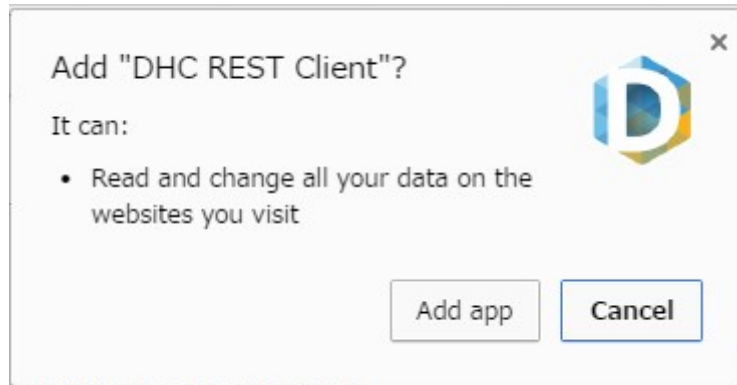 Add "DHC REST Client"?
It can:
• Read and change all your data on the
websites you visit
Add app
Cancel